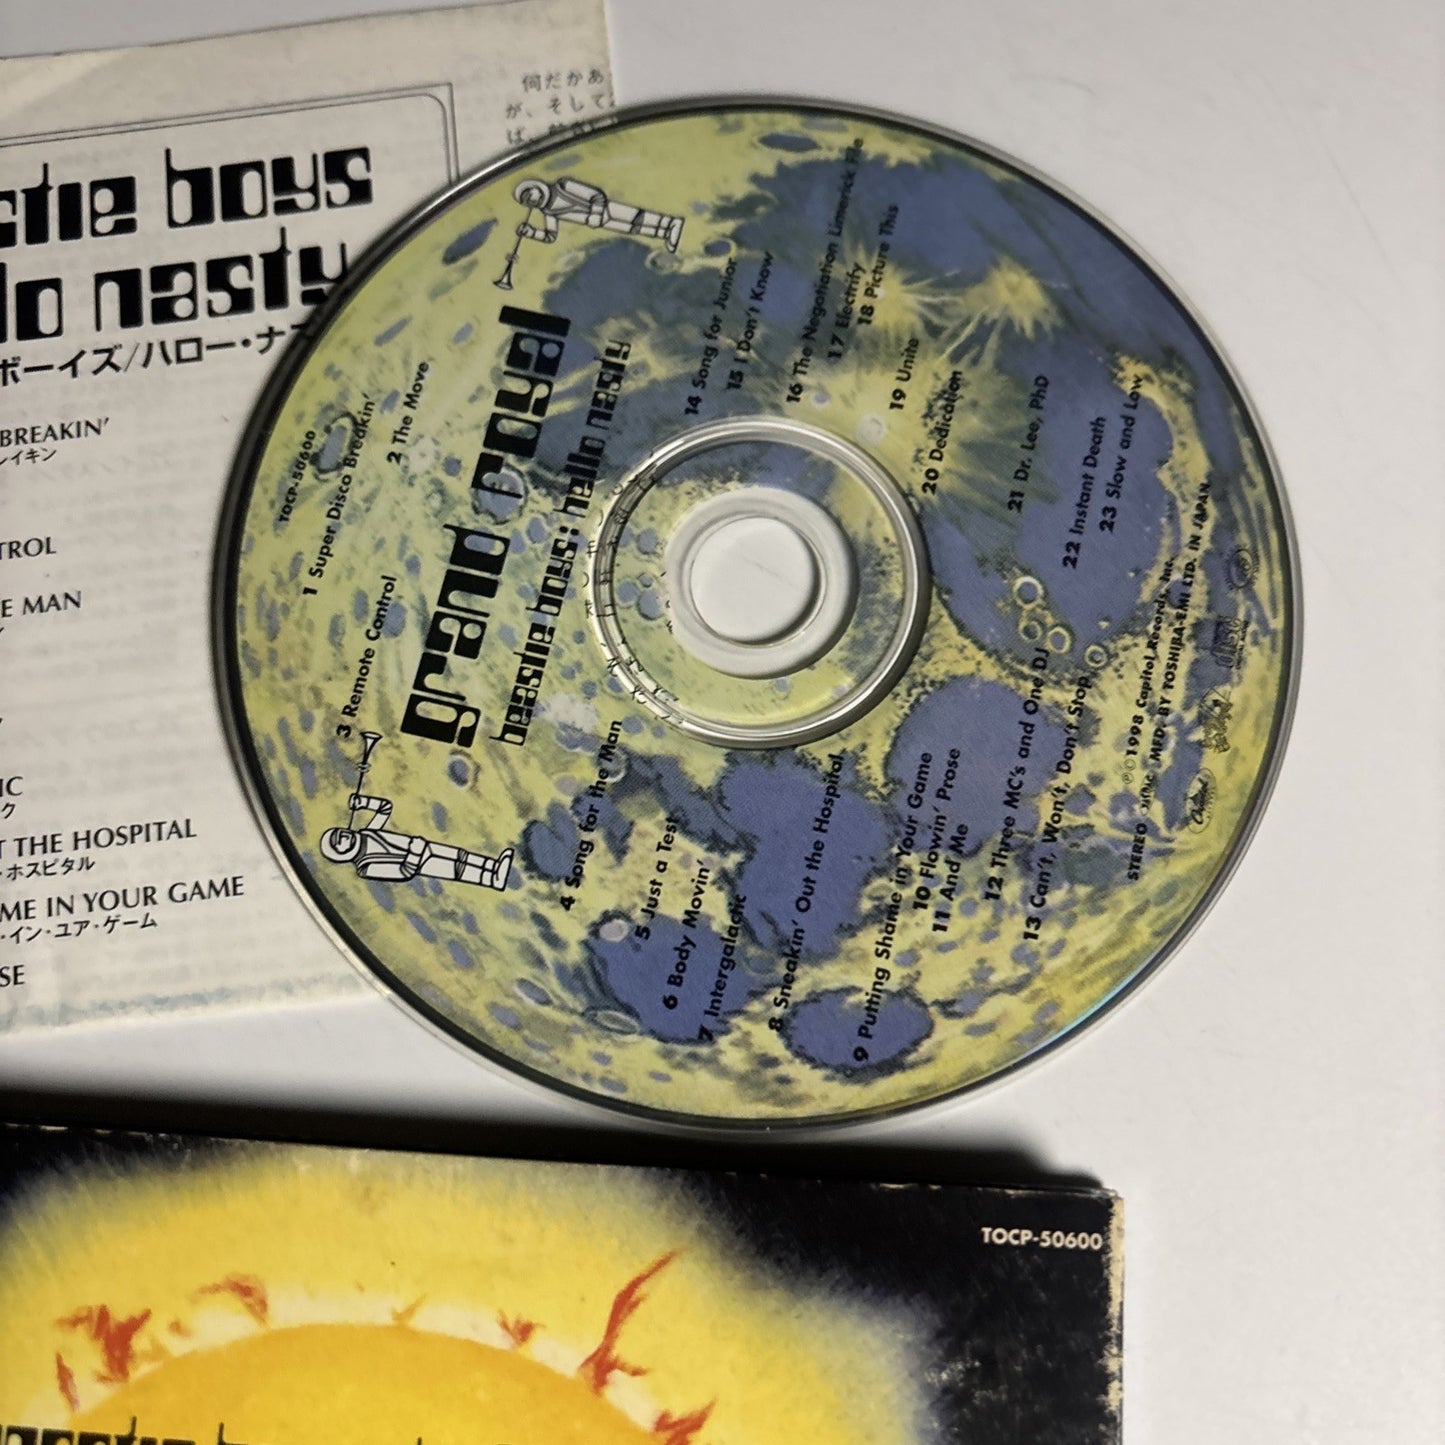 何だかあ
が、そして
stie boys
lo nasty
ボーイズ/ハロー・ナ
BREAKIN'
レイキン
TROL
E MAN
IC
ク
T THE HOSPITAL
・ホスピタル
ME IN YOUR GAME
・イン・ユア・ゲーム
SE
TOCP-50600
grand royal
beastie boys: hello nasty
1 Super Disco Breakin'
2 The Move
3 Remote Control
4 Song for the Man
5 Just a Test
6 Body Movin'
7 Intergalactic
8 Sneakin' Out the Hospital
9 Putting Shame in Your Game
10 Flowin' Prose
11 And Me
12 Three MC's and One DJ
13 Can't, Won't, Don't Stop
14 Song for Junior
15 I Don't Know
16 The Negotiation Limerick File
17 Electrify
18 Picture This
19 Unite
20 Dedication
21 Dr. Lee, PhD
22 Instant Death
23 Slow and Low
℗©1998 Capitol Records, Inc.
STEREO MFD. BY TOSHIBA-EMI LTD. IN JAPAN
Capitol
TOCP-50600